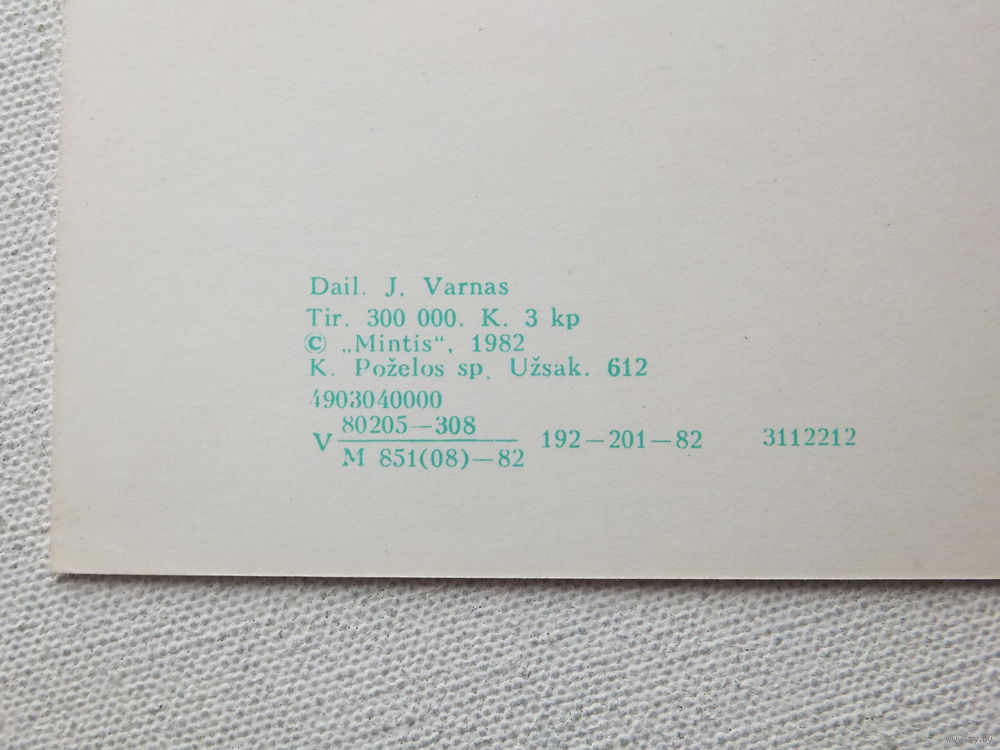 Dail. J. Varnas
Tir. 300 000. K. 3 kp
© „Mintis“, 1982
K. Poželos sp. Užsak. 612
4903040000
80205—308
V 192—201—82 3112212
M 851(08)—82